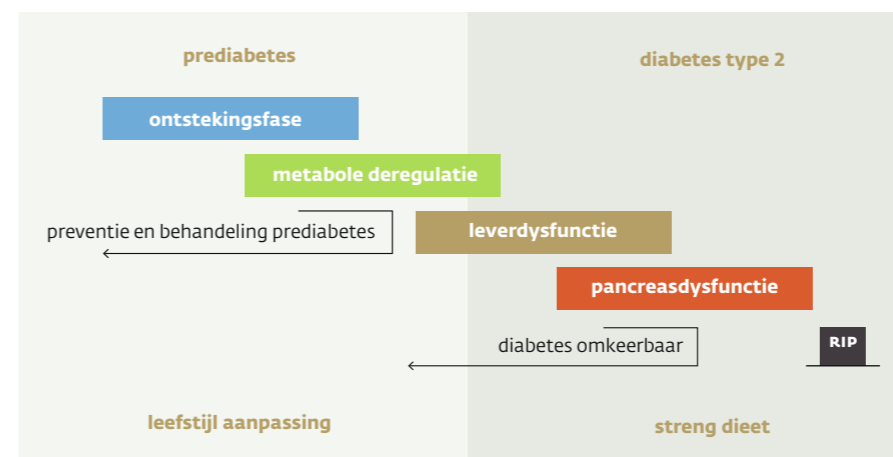 prediabetes
diabetes type 2
ontstekingsfase
metabole deregulatie
preventie en behandeling prediabetes
leverdysfunctie
pancreasdysfunctie
diabetes omkeerbaar
RIP
leefstijl aanpassing
streng dieet